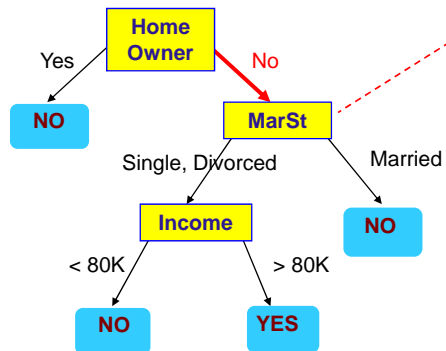 Home
Owner
Yes
No
NO
MarSt
Single, Divorced
Married
Income
NO
< 80K
> 80K
NO
YES